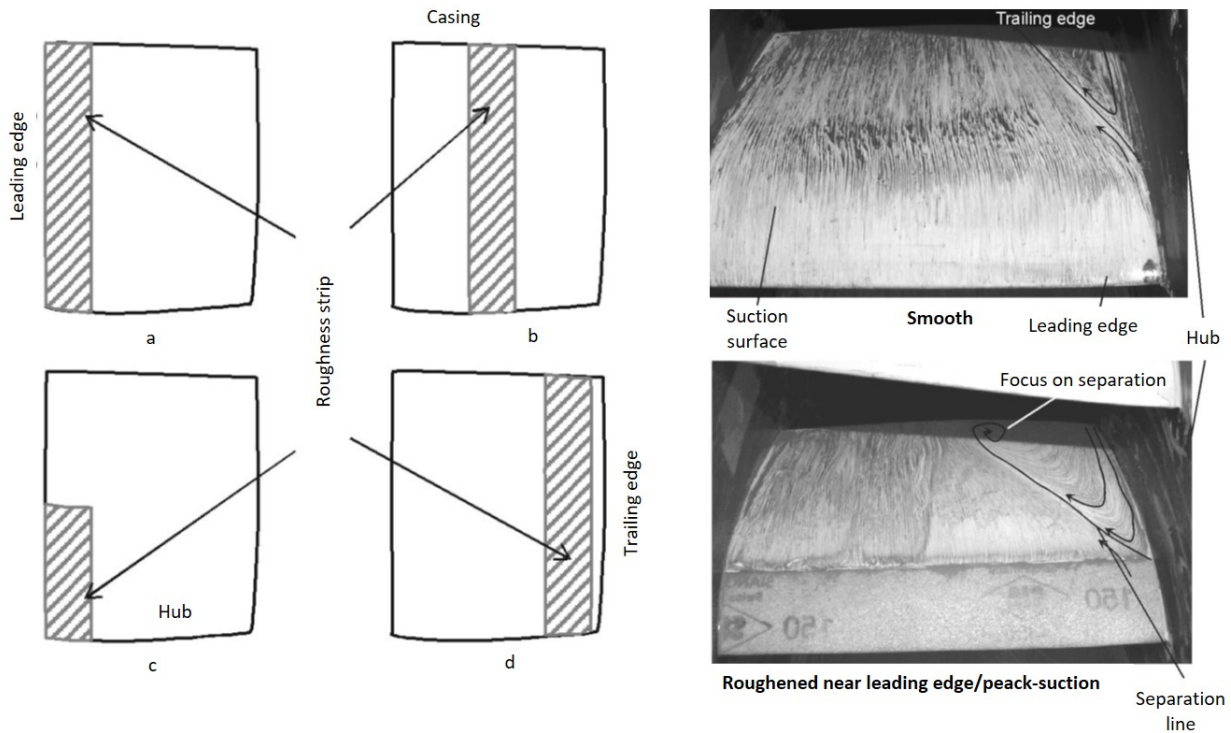 Casing
Leading edge
Roughness strip
a
b
Hub
Trailing edge
c
d
Trailing edge
Suction
surface
Smooth
Leading edge
Hub
Focus on separation
150
150
Roughened near leading edge/peack-suction
Separation
line